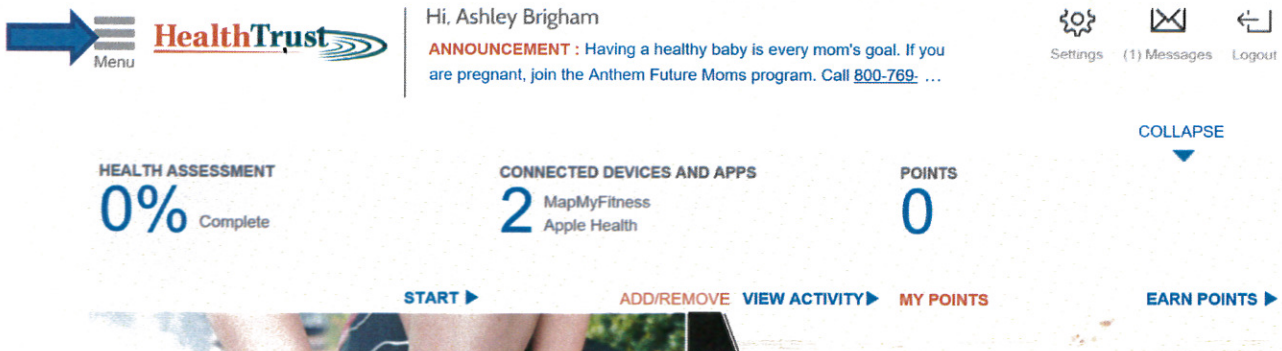 Menu
HealthTrust
Hi, Ashley Brigham
ANNOUNCEMENT : Having a healthy baby is every mom's goal. If you
are pregnant, join the Anthem Future Moms program. Call 800-769- ...
Settings
(1) Messages
Logout
COLLAPSE
HEALTH ASSESSMENT
0% Complete
START
CONNECTED DEVICES AND APPS
2
MapMyFitness
Apple Health
ADD/REMOVE VIEW ACTIVITY
POINTS
0
MY POINTS
EARN POINTS